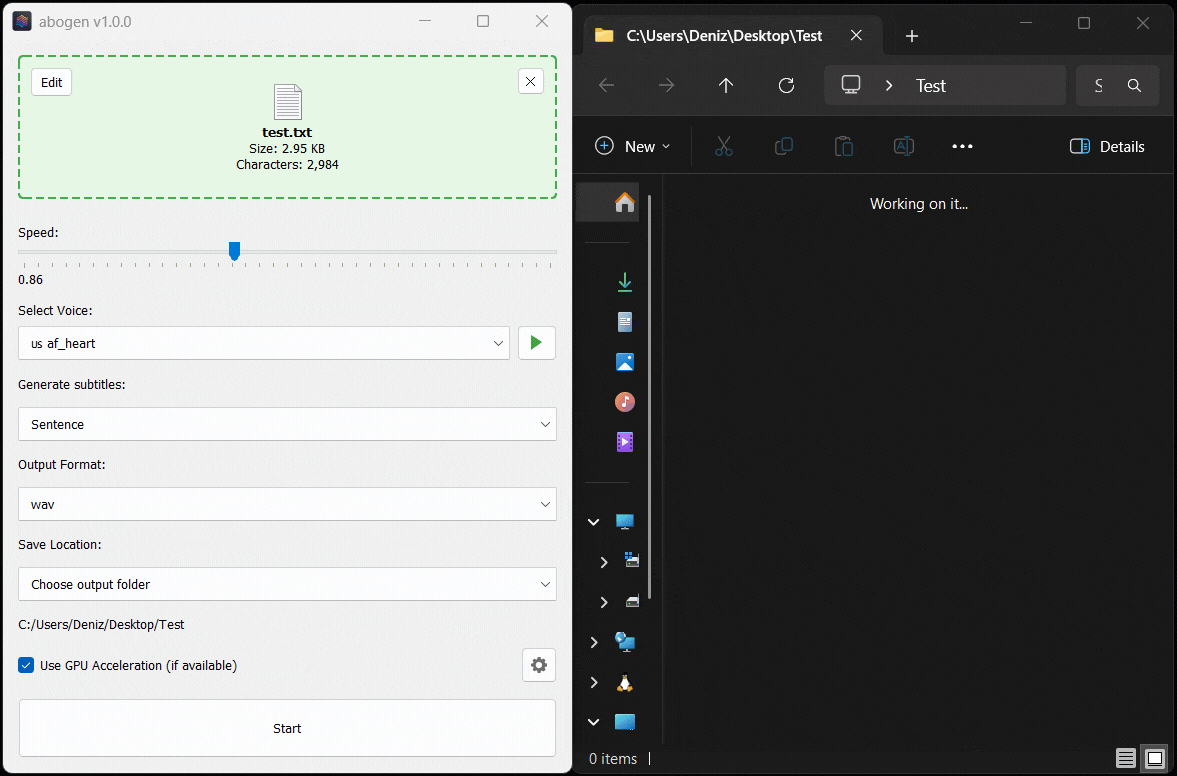 abogen v1.0.0
Edit
test.txt
Size: 2.95 KB
Characters: 2,984
Speed:
0.86
Select Voice:
us af_heart
Generate subtitles:
Sentence
Output Format:
wav
Save Location:
Choose output folder
C:/Users/Deniz/Desktop/Test
Use GPU Acceleration (if available)
Start
C:\Users\Deniz\Desktop\Test
Test
S
New
Details
Working on it...
0 items